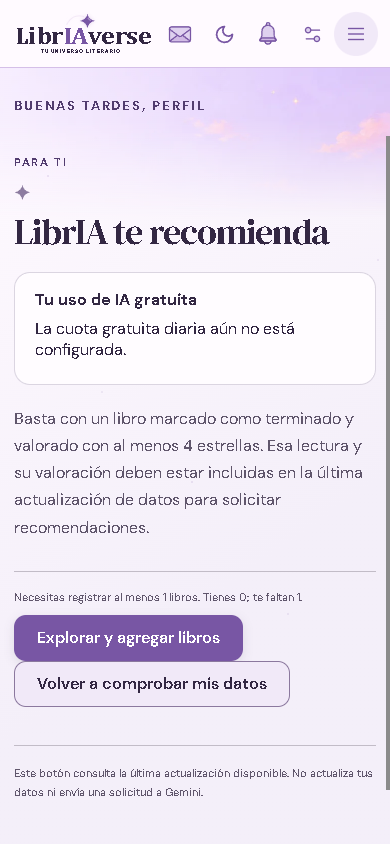 LibrIAverse
TU UNIVERSO LITERARIO
BUENAS TARDES, PERFIL
PARA TI
LibrIA te recomienda
Tu uso de IA gratuita
La cuota gratuita diaria aún no está
configurada.
Basta con un libro marcado como terminado y
valorado con al menos 4 estrellas. Esa lectura y
su valoración deben estar incluidas en la última
actualización de datos para solicitar
recomendaciones.
Necesitas registrar al menos 1 libros. Tienes 0; te faltan 1.
Explorar y agregar libros
Volver a comprobar mis datos
Este botón consulta la última actualización disponible. No actualiza tus
datos ni envía una solicitud a Gemini.